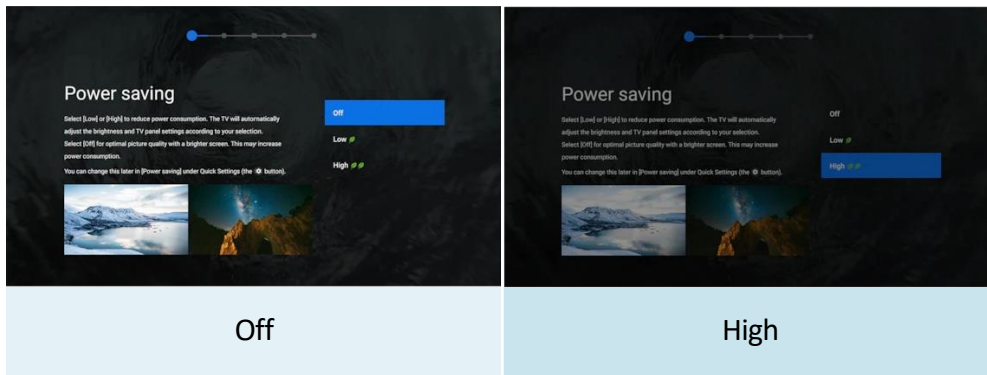 Power saving
Select [Low] or [High] to reduce power consumption. The TV will automatically
adjust the brightness and TV panel settings according to your selection.
Select [Off] for optimal picture quality with a brighter screen. This may increase
power consumption.
You can change this later in [Power saving] under Quick Settings (the ⚙ button).
Off
Low
High
Power saving
Select [Low] or [High] to reduce power consumption. The TV will automatically
adjust the brightness and TV panel settings according to your selection.
Select [Off] for optimal picture quality with a brighter screen. This may increase
power consumption.
You can change this later in [Power saving] under Quick Settings (the ⚙ button).
Off
Low
High
Off
High